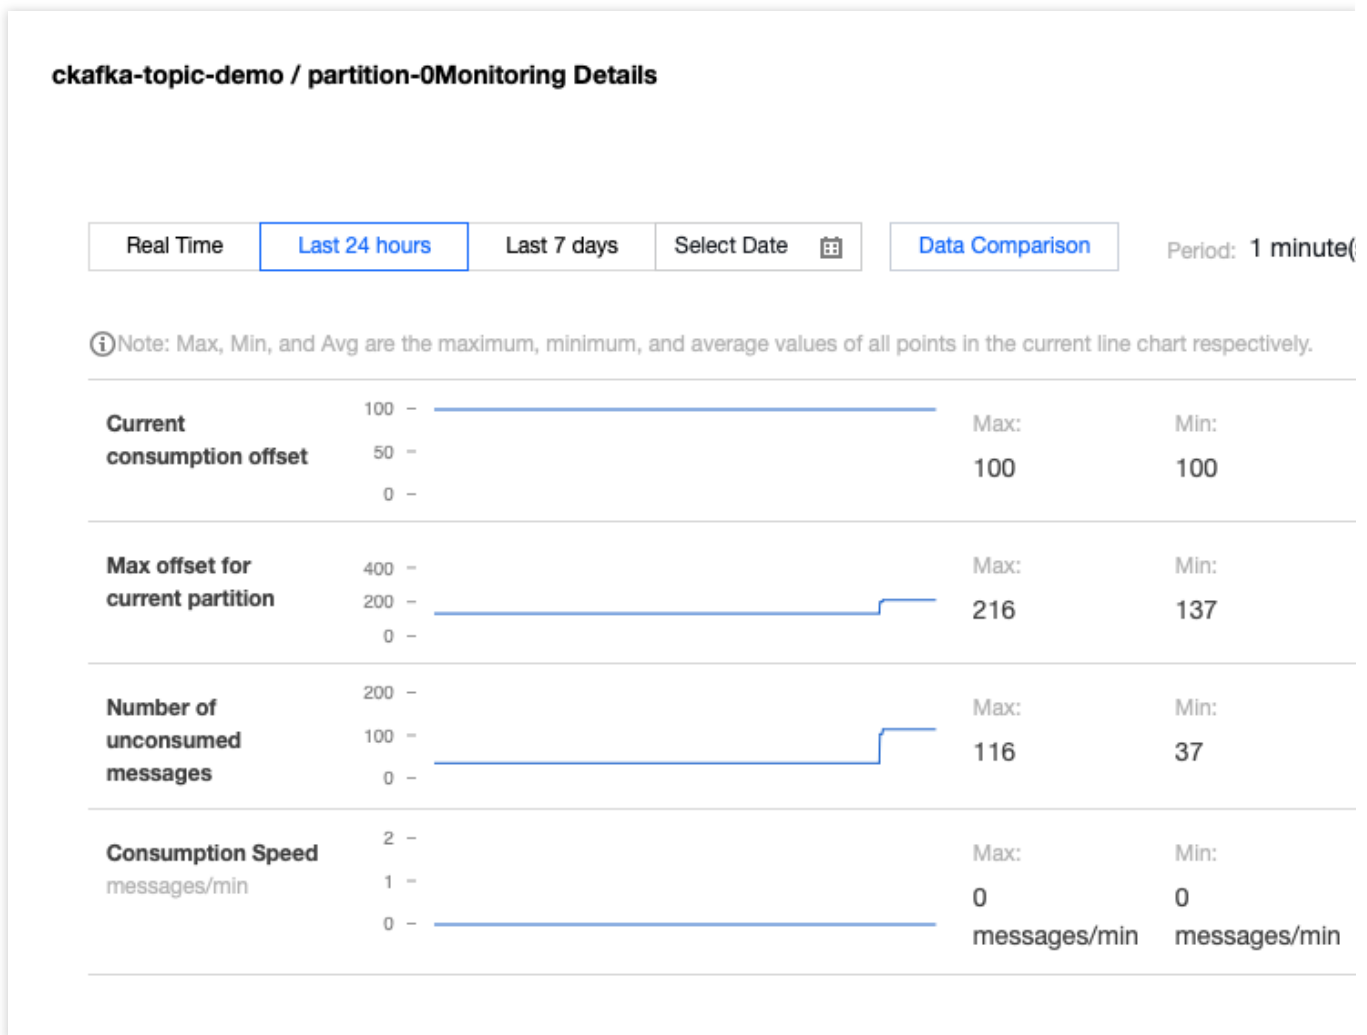 ckafka-topic-demo / partition-0Monitoring Details
Real Time Last 24 hours Last 7 days Select Date Data Comparison Period: 1 minute(
Note: Max, Min, and Avg are the maximum, minimum, and average values of all points in the current line chart respectively.
Current
consumption offset
100
50
0
Max:
100
Min:
100
Max offset for
current partition
400
200
0
Max:
216
Min:
137
Number of
unconsumed
messages
200
100
0
Max:
116
Min:
37
Consumption Speed
messages/min
2
1
0
Max:
0
messages/min
Min:
0
messages/min